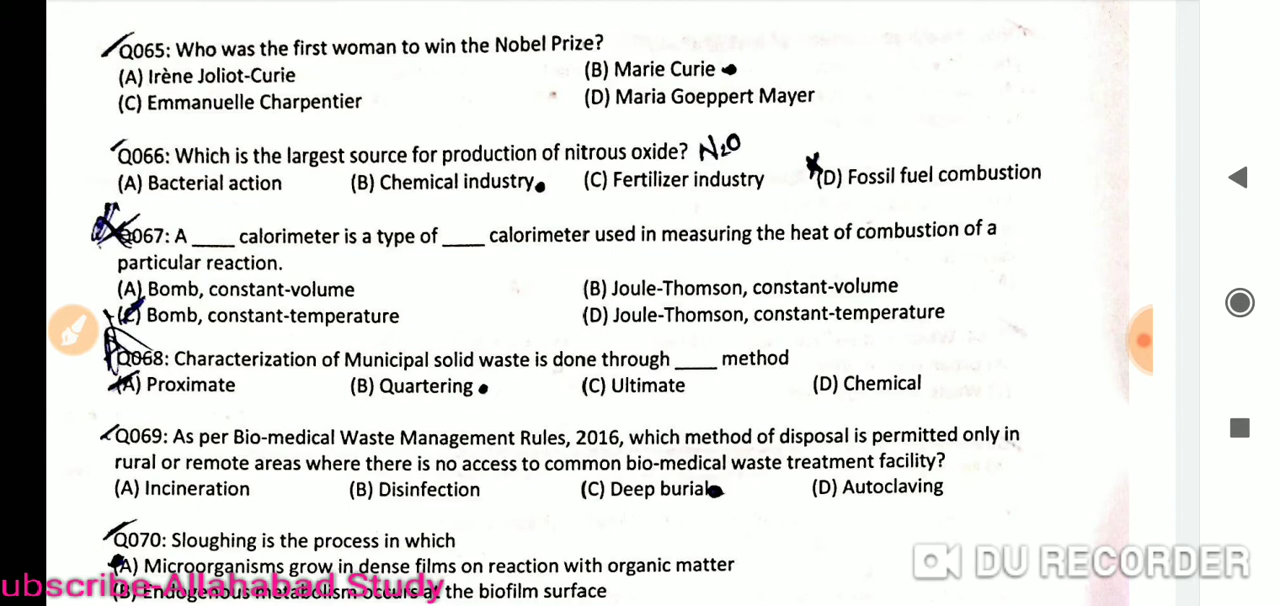 Q065: Who was the first woman to win the Nobel Prize?
(A) Irène Joliot-Curie (B) Marie Curie
(C) Emmanuelle Charpentier (D) Maria Goeppert Mayer
Q066: Which is the largest source for production of nitrous oxide? N2O
(A) Bacterial action (B) Chemical industry (C) Fertilizer industry (D) Fossil fuel combustion
Q067: A ____ calorimeter is a type of ____ calorimeter used in measuring the heat of combustion of a
particular reaction.
(A) Bomb, constant-volume (B) Joule-Thomson, constant-volume
(C) Bomb, constant-temperature (D) Joule-Thomson, constant-temperature
Q068: Characterization of Municipal solid waste is done through ____ method
(A) Proximate (B) Quartering (C) Ultimate (D) Chemical
Q069: As per Bio-medical Waste Management Rules, 2016, which method of disposal is permitted only in
rural or remote areas where there is no access to common bio-medical waste treatment facility?
(A) Incineration (B) Disinfection (C) Deep burial (D) Autoclaving
Q070: Sloughing is the process in which
(A) Microorganisms grow in dense films on reaction with organic matter
(B) Endogenous metabolism occurs at the biofilm surface
ubscribe-Allahabad Study
DU RECORDER